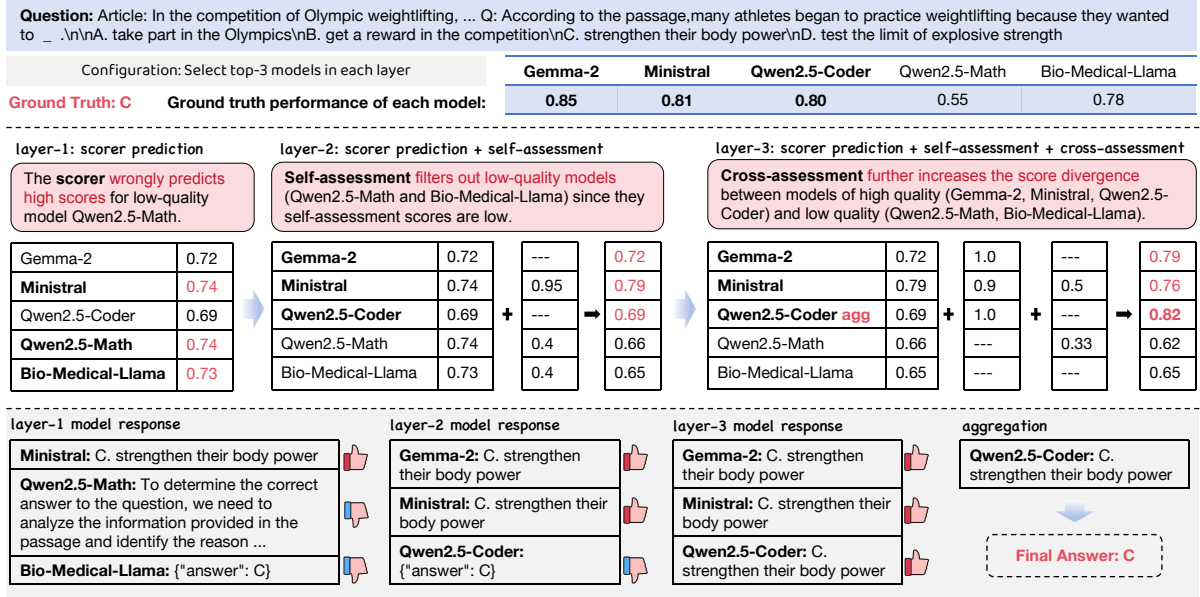 Question: Article: In the competition of Olympic weightlifting, ... Q: According to the passage,many athletes began to practice weightlifting because they wanted
to _ .\n\nA. take part in the Olympics\nB. get a reward in the competition\nC. strengthen their body power\nD. test the limit of explosive strength
Configuration: Select top-3 models in each layer
Gemma-2 Ministral Qwen2.5-Coder Qwen2.5-Math Bio-Medical-Llama
Ground Truth: C Ground truth performance of each model: 0.85 0.81 0.80 0.55 0.78
layer-1: scorer prediction
The scorer wrongly predicts
high scores for low-quality
model Qwen2.5-Math.
Gemma-2 0.72
Ministral 0.74
Qwen2.5-Coder 0.69
Qwen2.5-Math 0.74
Bio-Medical-Llama 0.73
layer-2: scorer prediction + self-assessment
Self-assessment filters out low-quality models
(Qwen2.5-Math and Bio-Medical-Llama) since they
self-assessment scores are low.
Gemma-2 0.72 --- 0.72
Ministral 0.74 0.95 0.79
Qwen2.5-Coder 0.69 + --- ➡ 0.69
Qwen2.5-Math 0.74 0.4 0.66
Bio-Medical-Llama 0.73 0.4 0.65
layer-3: scorer prediction + self-assessment + cross-assessment
Cross-assessment further increases the score divergence
between models of high quality (Gemma-2, Ministral, Qwen2.5-
Coder) and low quality (Qwen2.5-Math, Bio-Medical-Llama).
Gemma-2 0.72 1.0 --- 0.79
Ministral 0.79 0.9 0.5 0.76
Qwen2.5-Coder agg 0.69 + 1.0 + --- ➡ 0.82
Qwen2.5-Math 0.66 --- 0.33 0.62
Bio-Medical-Llama 0.65 --- --- 0.65
layer-1 model response
Ministral: C. strengthen their body power
Qwen2.5-Math: To determine the correct
answer to the question, we need to
analyze the information provided in the
passage and identify the reason ...
Bio-Medical-Llama: {"answer": C}
layer-2 model response
Gemma-2: C. strengthen
their body power
Ministral: C. strengthen their
body power
Qwen2.5-Coder:
{"answer": C}
layer-3 model response
Gemma-2: C. strengthen
their body power
Ministral: C. strengthen their
body power
Qwen2.5-Coder: C.
strengthen their body power
aggregation
Qwen2.5-Coder: C.
strengthen their body power
Final Answer: C